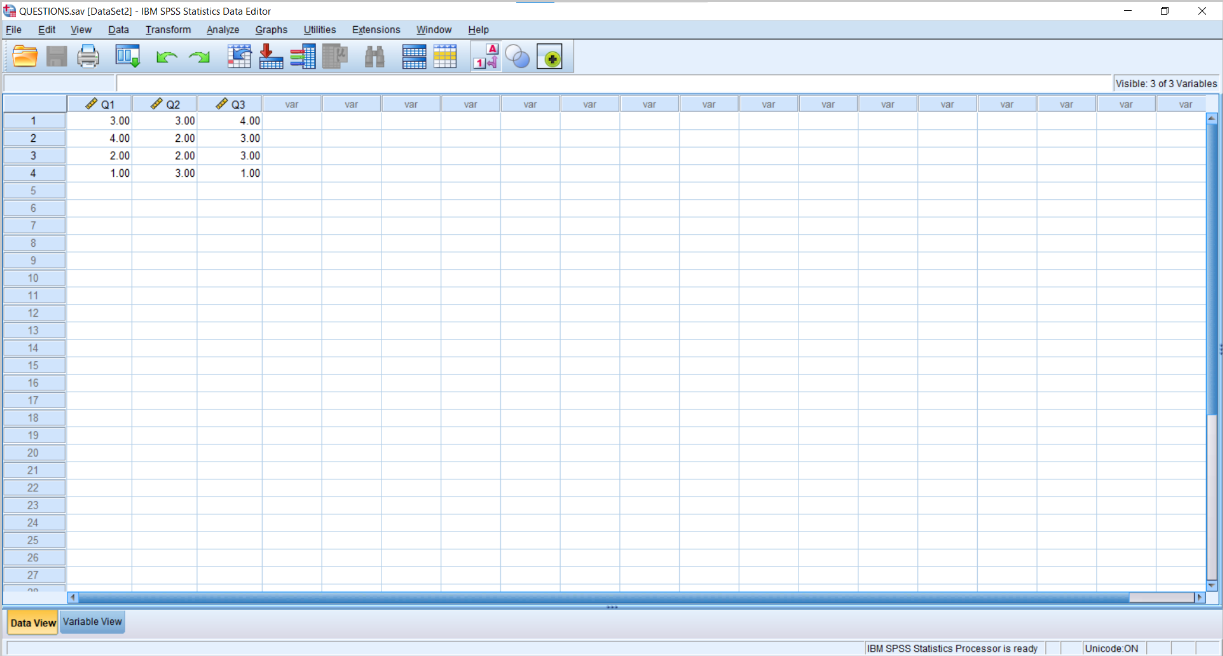 QUESTIONS.sav [DataSet2] - IBM SPSS Statistics Data Editor
File Edit View Data Transform Analyze Graphs Utilities Extensions Window Help
Visible: 3 of 3 Variables
Q1 Q2 Q3 var var var var var var var var var var var var var var var var
1 3.00 3.00 4.00
2 4.00 2.00 3.00
3 2.00 2.00 3.00
4 1.00 3.00 1.00
5
6
7
8
9
10
11
12
13
14
15
16
17
18
19
20
21
22
23
24
25
26
27
Data View Variable View
IBM SPSS Statistics Processor is ready Unicode:ON